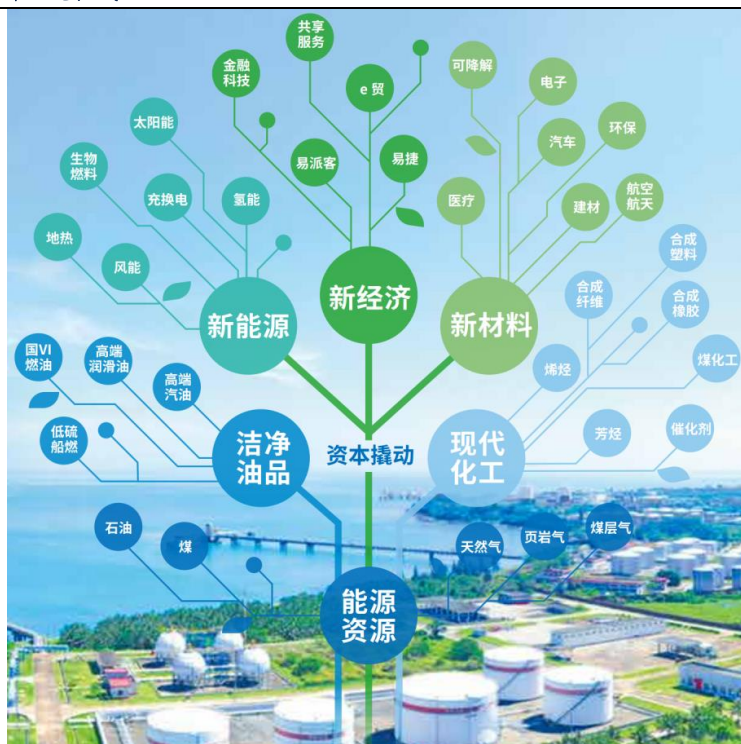 共享
服务
金融
科技
e 贸
可降解
电子
太阳能
汽车
环保
生物
燃料
易派客
易捷
充换电
氢能
医疗
建材
航空
航天
地热
风能
合成
塑料
新能源
新经济
新材料
合成
纤维
合成
橡胶
国VI
燃油
高端
润滑油
高端
汽油
烯烃
煤化工
低硫
船燃
洁净
油品
资本撬动
现代
化工
芳烃
催化剂
石油
煤
天然气
页岩气
煤层气
能源
资源